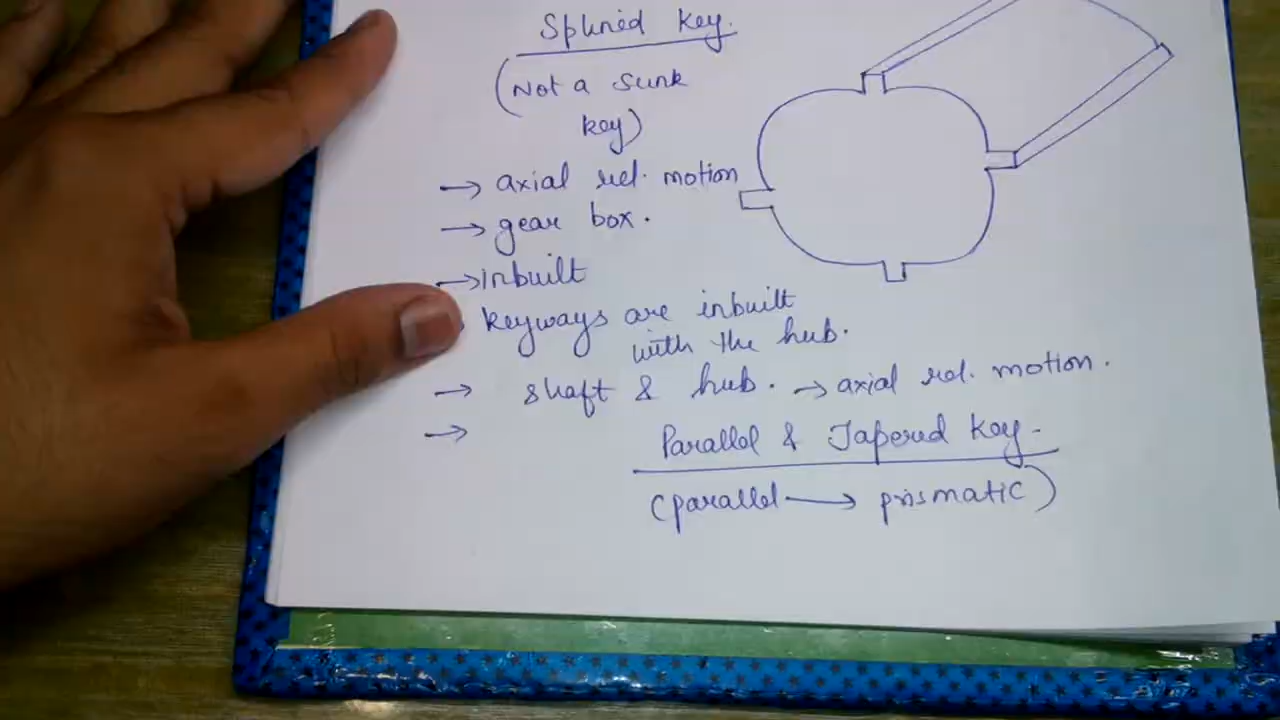 Splined key.
(Not a sunk
key)
→ axial rel. motion
→ gear box.
→ inbuilt
keyways are inbuilt
with the hub.
→ shaft & hub. → axial rel. motion.
→
Parallel & Tapered key.
(parallel → prismatic)